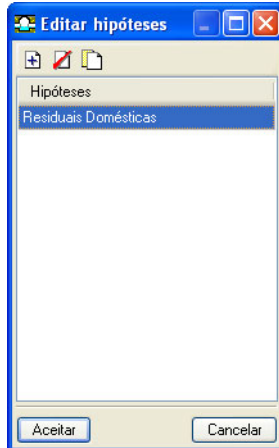 Editar hipóteses
Hipóteses
Residuais Domésticas
Aceitar
Cancelar